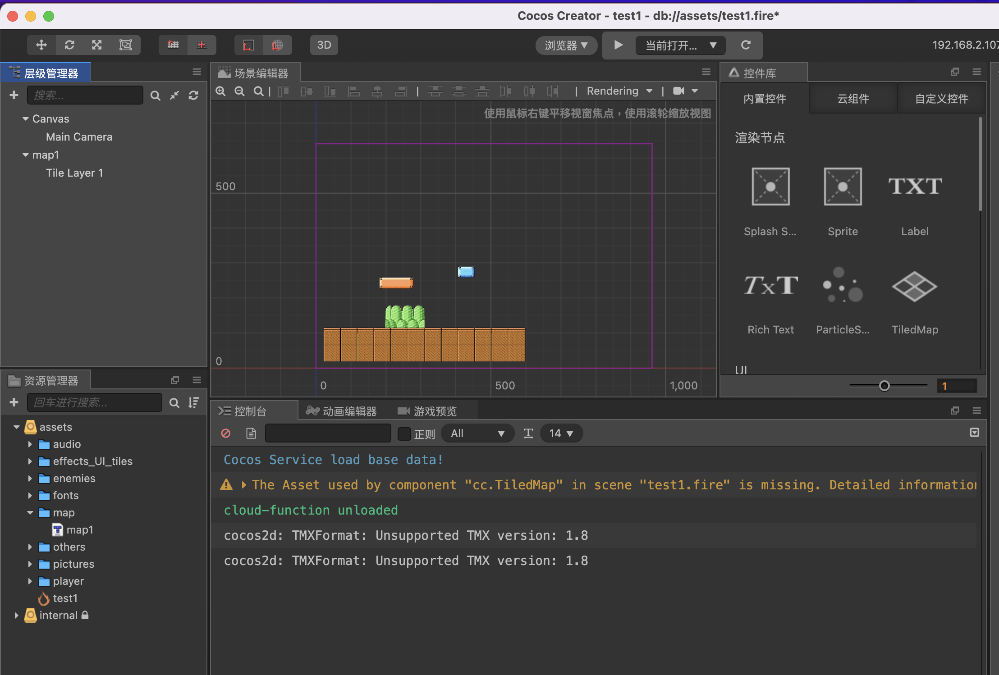 Cocos Creator - test1 - db://assets/test1.fire*
3D
浏览器
当前打开...
192.168.2.107
层级管理器
搜索...
Canvas
Main Camera
map1
Tile Layer 1
场景编辑器
Rendering
使用鼠标右键平移视窗焦点，使用滚轮缩放视图
500
0
0
500
1,000
控件库
内置控件
云组件
自定义控件
渲染节点
TXT
Splash S...
Sprite
Label
TxT
Rich Text
ParticleS...
TiledMap
UI
1
资源管理器
回车进行搜索...
assets
audio
effects_UI_tiles
enemies
fonts
map
map1
others
pictures
player
test1
internal
控制台
动画编辑器
游戏预览
正则
All
14
Cocos Service load base data!
The Asset used by component "cc.TiledMap" in scene "test1.fire" is missing. Detailed information
cloud-function unloaded
cocos2d: TMXFormat: Unsupported TMX version: 1.8
cocos2d: TMXFormat: Unsupported TMX version: 1.8